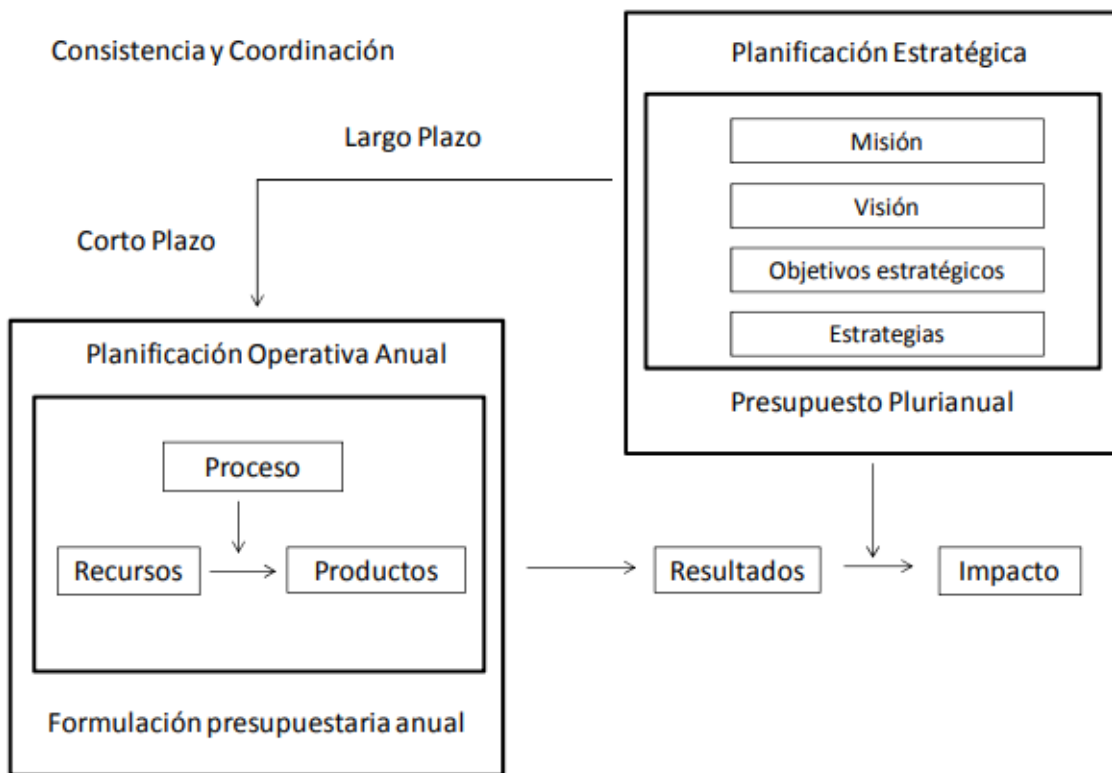 Consistencia y Coordinación
Planificación Estratégica
Misión
Visión
Objetivos estratégicos
Estrategias
Presupuesto Plurianual
Largo Plazo
Corto Plazo
Planificación Operativa Anual
Proceso
Recursos
Productos
Formulación presupuestaria anual
Resultados
Impacto